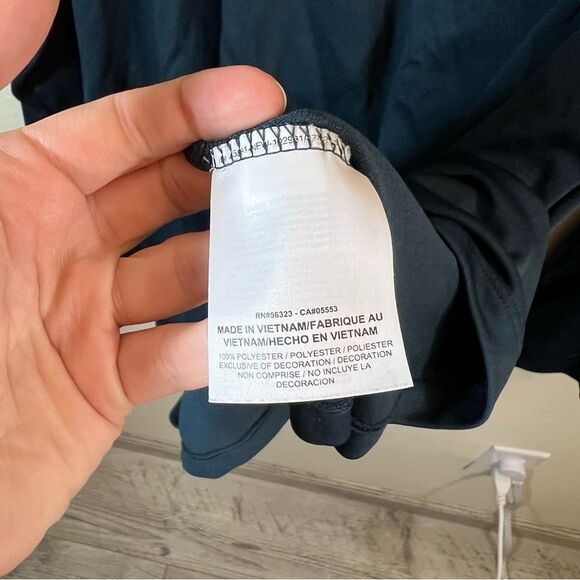 RN#56323 - CA#05553
MADE IN VIETNAM/FABRIQUE AU
VIETNAM/HECHO EN VIETNAM
100% POLYESTER / POLYESTER / POLIESTER
EXCLUSIVE OF DECORATION / DECORATION
NON COMPRISE / NO INCLUYE LA
DECORACION